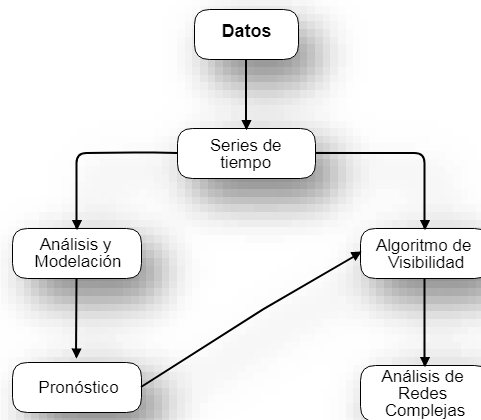 Datos
Series de
tiempo
Análisis y
Modelación
Algoritmo de
Visibilidad
Pronóstico
Análisis de
Redes
Complejas